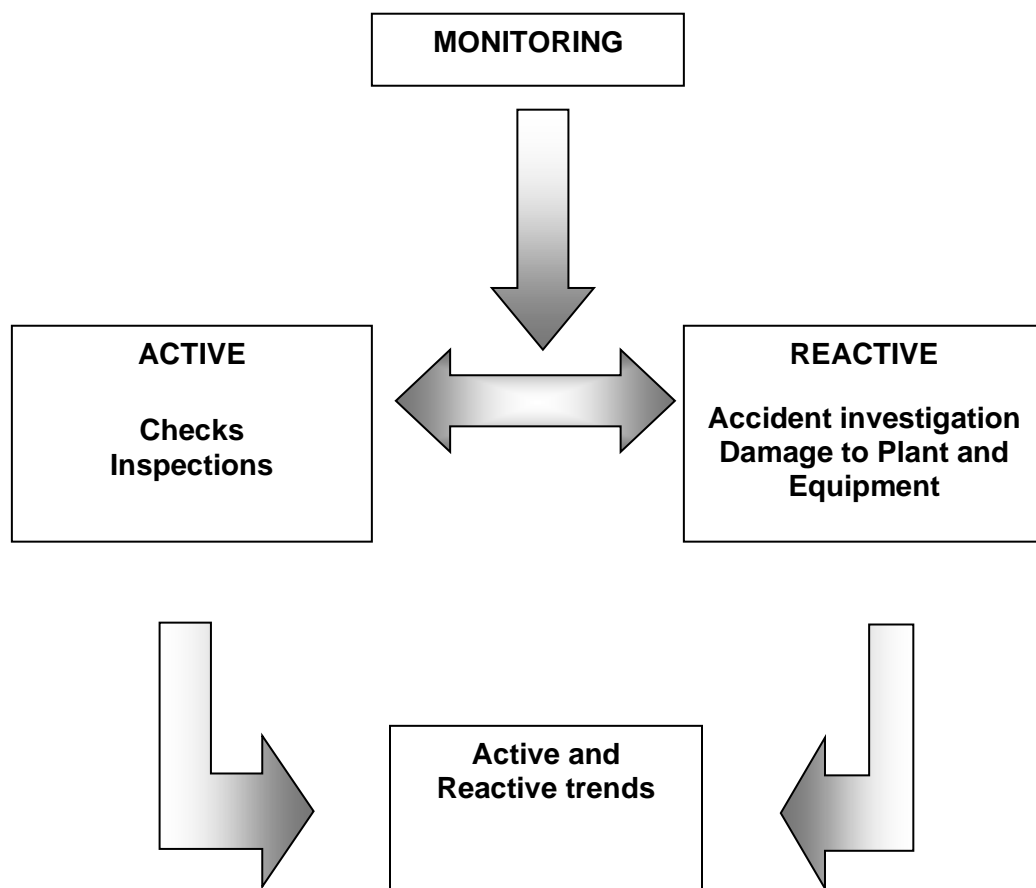 MONITORING
ACTIVE
Checks
Inspections
REACTIVE
Accident investigation
Damage to Plant and
Equipment
Active and
Reactive trends